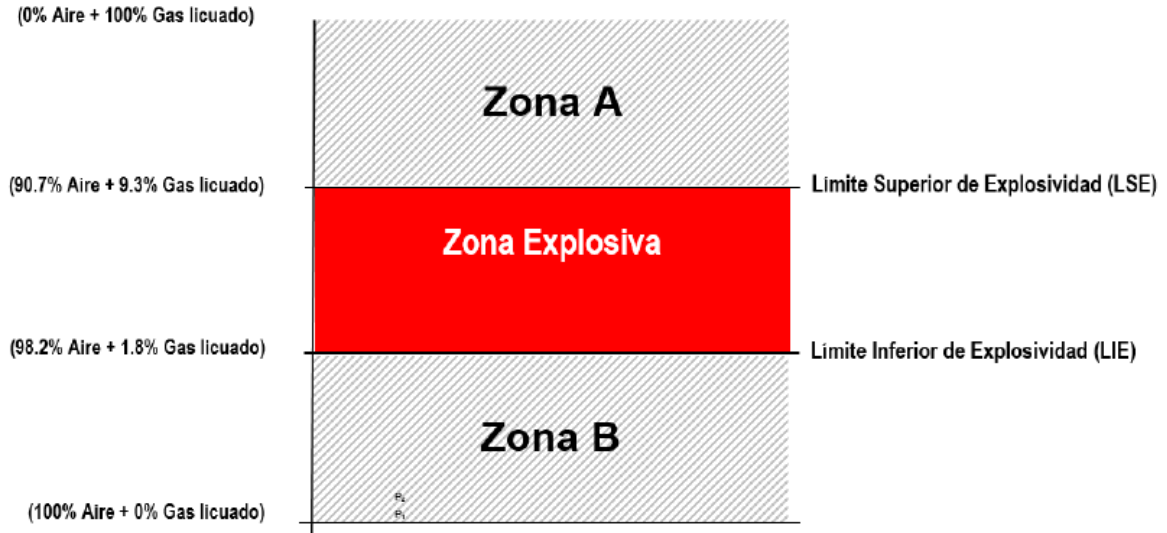 (0% Aire + 100% Gas licuado)
Zona A
(90.7% Aire + 9.3% Gas licuado)
Límite Superior de Explosividad (LSE)
Zona Explosiva
(98.2% Aire + 1.8% Gas licuado)
Límite Inferior de Explosividad (LIE)
Zona B
(100% Aire + 0% Gas licuado)